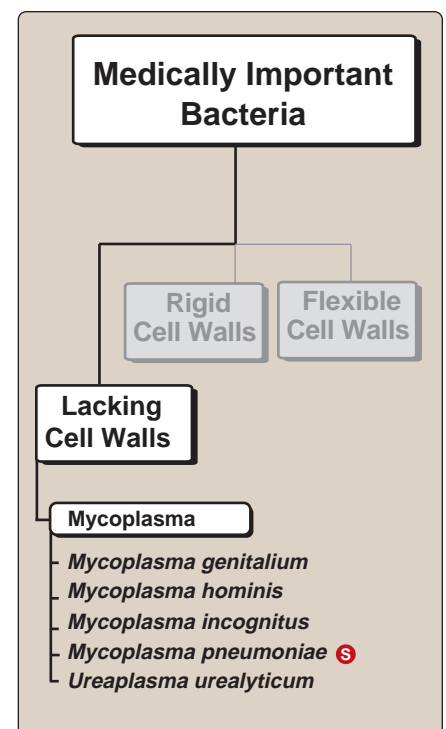 Medically Important
Bacteria
Rigid
Cell Walls
Flexible
Cell Walls
Lacking
Cell Walls
Mycoplasma
Mycoplasma genitalium
Mycoplasma hominis
Mycoplasma incognitus
Mycoplasma pneumoniae S
Ureaplasma urealyticum